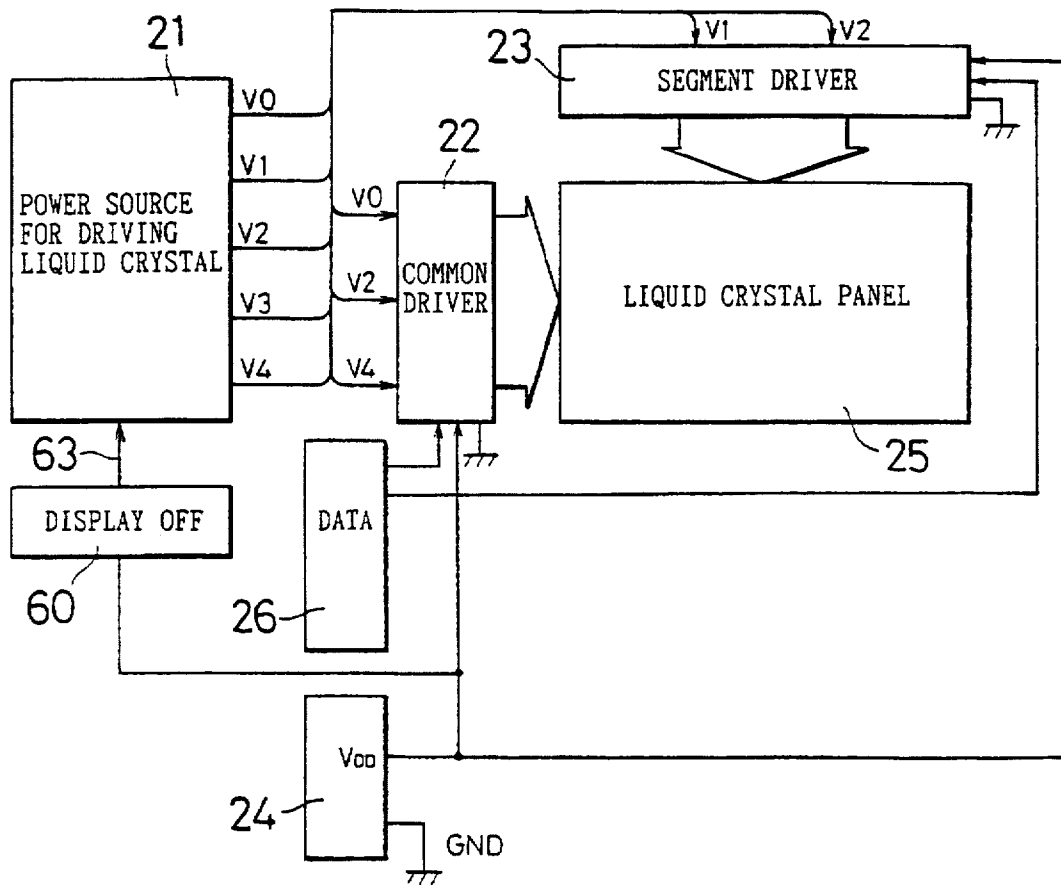 21
V0
V1
V2
V3
V4
POWER SOURCE
FOR DRIVING
LIQUID CRYSTAL
V1
V2
23
SEGMENT DRIVER
22
V0
V2
V4
COMMON
DRIVER
LIQUID CRYSTAL PANEL
25
63
DISPLAY OFF
60
DATA
26
VDD
24
GND